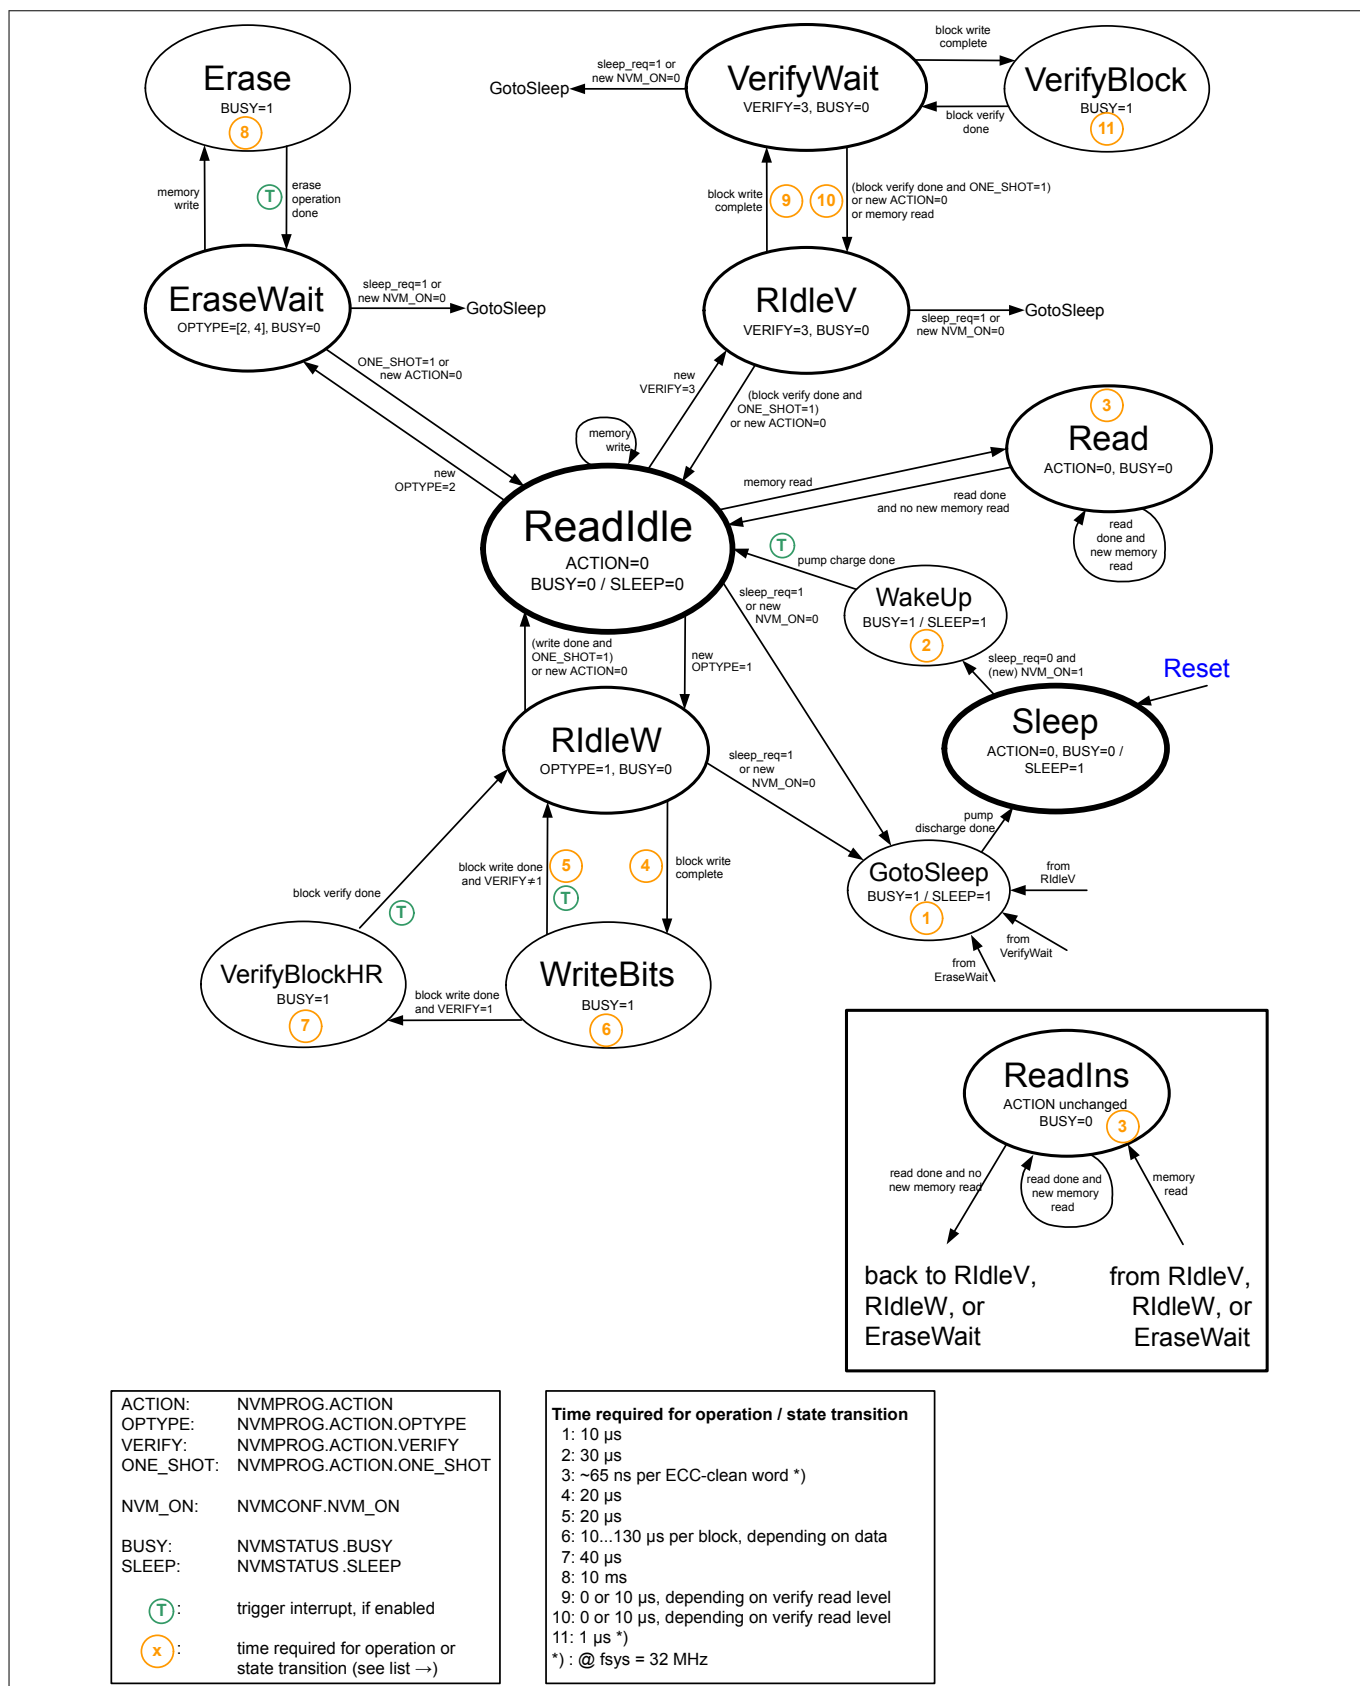 Erase
BUSY=1
8
memory
write
T
erase
operation
done
EraseWait
OPTYPE=[2, 4], BUSY=0
sleep_req=1 or
new NVM_ON=0
GotoSleep
ONE_SHOT=1 or
new ACTION=0
new
OPTYPE=2
sleep_req=1 or
new NVM_ON=0
GotoSleep
VerifyWait
VERIFY=3, BUSY=0
block write
complete
block verify
done
VerifyBlock
BUSY=1
11
block write
complete
9
10
(block verify done and ONE_SHOT=1)
or new ACTION=0
or memory read
RIdleV
VERIFY=3, BUSY=0
sleep_req=1 or
new NVM_ON=0
GotoSleep
new
VERIFY=3
(block verify done and
ONE_SHOT=1)
or new ACTION=0
memory
write
3
Read
ACTION=0, BUSY=0
read
done and
new memory
read
memory read
read done
and no new memory read
ReadIdle
ACTION=0
BUSY=0 / SLEEP=0
T
pump charge done
WakeUp
BUSY=1 / SLEEP=1
2
sleep_req=1
or new
NVM_ON=0
sleep_req=0 and
(new) NVM_ON=1
Reset
Sleep
ACTION=0, BUSY=0 /
SLEEP=1
(write done and
ONE_SHOT=1)
or new ACTION=0
new
OPTYPE=1
RIdleW
OPTYPE=1, BUSY=0
sleep_req=1
or new
NVM_ON=0
pump
discharge done
GotoSleep
BUSY=1 / SLEEP=1
1
from
RIdleV
from
VerifyWait
from
EraseWait
block verify done
T
block write done
and VERIFY≠1
5
T
4
block write
complete
VerifyBlockHR
BUSY=1
7
block write done
and VERIFY=1
WriteBits
BUSY=1
6
ReadIns
ACTION unchanged
BUSY=0
3
read done and no
new memory read
read done and
new memory
read
memory
read
back to RIdleV,
RIdleW, or
EraseWait
from RIdleV,
RIdleW, or
EraseWait
ACTION: NVMPROG.ACTION
OPTYPE: NVMPROG.ACTION.OPTYPE
VERIFY: NVMPROG.ACTION.VERIFY
ONE_SHOT: NVMPROG.ACTION.ONE_SHOT
NVM_ON: NVMCONF.NVM_ON
BUSY: NVMSTATUS.BUSY
SLEEP: NVMSTATUS.SLEEP
T : trigger interrupt, if enabled
x : time required for operation or
state transition (see list →)
Time required for operation / state transition
1: 10 µs
2: 30 µs
3: ~65 ns per ECC-clean word *)
4: 20 µs
5: 20 µs
6: 10...130 µs per block, depending on data
7: 40 µs
8: 10 ms
9: 0 or 10 µs, depending on verify read level
10: 0 or 10 µs, depending on verify read level
11: 1 µs *)
*) : @ fsys = 32 MHz